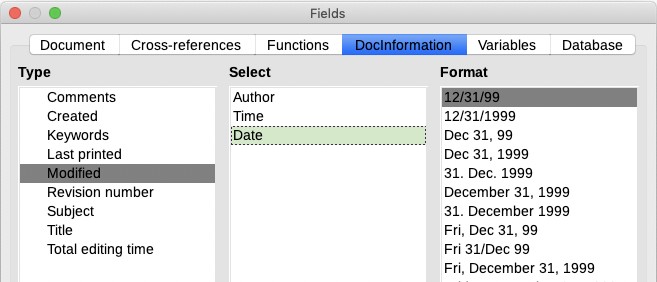 Fields
Document Cross-references Functions DocInformation Variables Database
Type Select Format
Comments Author 12/31/99
Created Time 12/31/1999
Keywords Date Dec 31, 99
Last printed Dec 31, 1999
Modified 31. Dec. 1999
Revision number December 31, 1999
Subject 31. December 1999
Title Fri, Dec 31, 99
Total editing time Fri 31/Dec 99
Fri, December 31, 1999